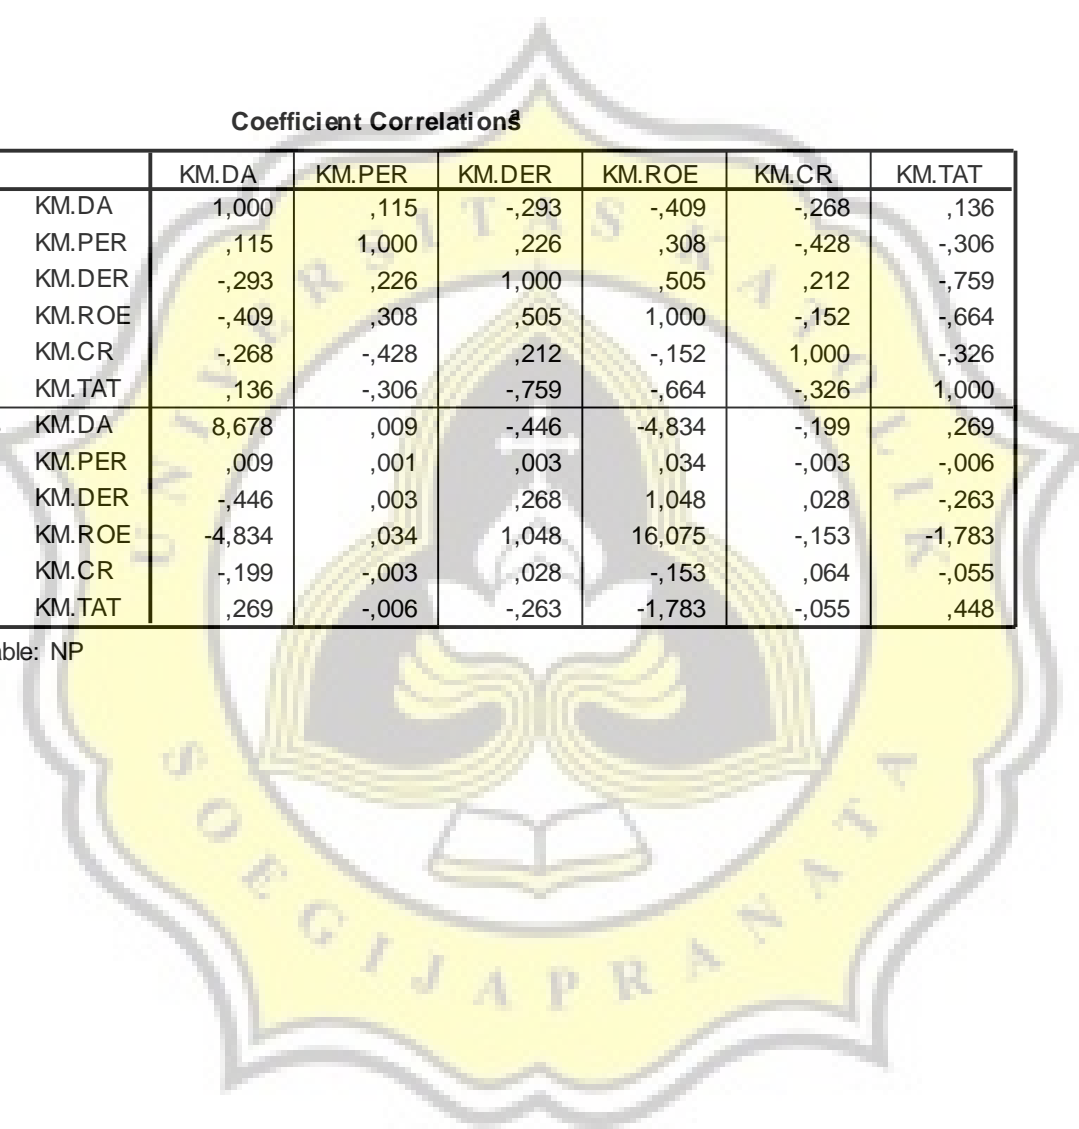 Coefficient Correlationsa
KM.DA KM.PER KM.DER KM.ROE KM.CR KM.TAT
KM.DA 1,000 ,115 -,293 -,409 -,268 ,136
KM.PER ,115 1,000 ,226 ,308 -,428 -,306
KM.DER -,293 ,226 1,000 ,505 ,212 -,759
KM.ROE -,409 ,308 ,505 1,000 -,152 -,664
KM.CR -,268 -,428 ,212 -,152 1,000 -,326
KM.TAT ,136 -,306 -,759 -,664 -,326 1,000
KM.DA 8,678 ,009 -,446 -4,834 -,199 ,269
KM.PER ,009 ,001 ,003 ,034 -,003 -,006
KM.DER -,446 ,003 ,268 1,048 ,028 -,263
KM.ROE -4,834 ,034 1,048 16,075 -,153 -1,783
KM.CR -,199 -,003 ,028 -,153 ,064 -,055
KM.TAT ,269 -,006 -,263 -1,783 -,055 ,448
able: NP
UNIVERSITAS KATOLIK
SOEGIJAPRANATA